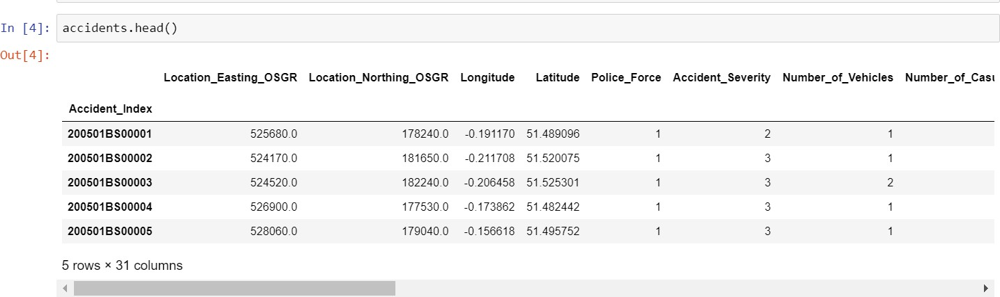 In [4]: accidents.head()
Out[4]:
Location_Easting_OSGR Location_Northing_OSGR Longitude Latitude Police_Force Accident_Severity Number_of_Vehicles Number_of_Casu
Accident_Index
200501BS00001 525680.0 178240.0 -0.191170 51.489096 1 2 1
200501BS00002 524170.0 181650.0 -0.211708 51.520075 1 3 1
200501BS00003 524520.0 182240.0 -0.206458 51.525301 1 3 2
200501BS00004 526900.0 177530.0 -0.173862 51.482442 1 3 1
200501BS00005 528060.0 179040.0 -0.156618 51.495752 1 3 1
5 rows × 31 columns